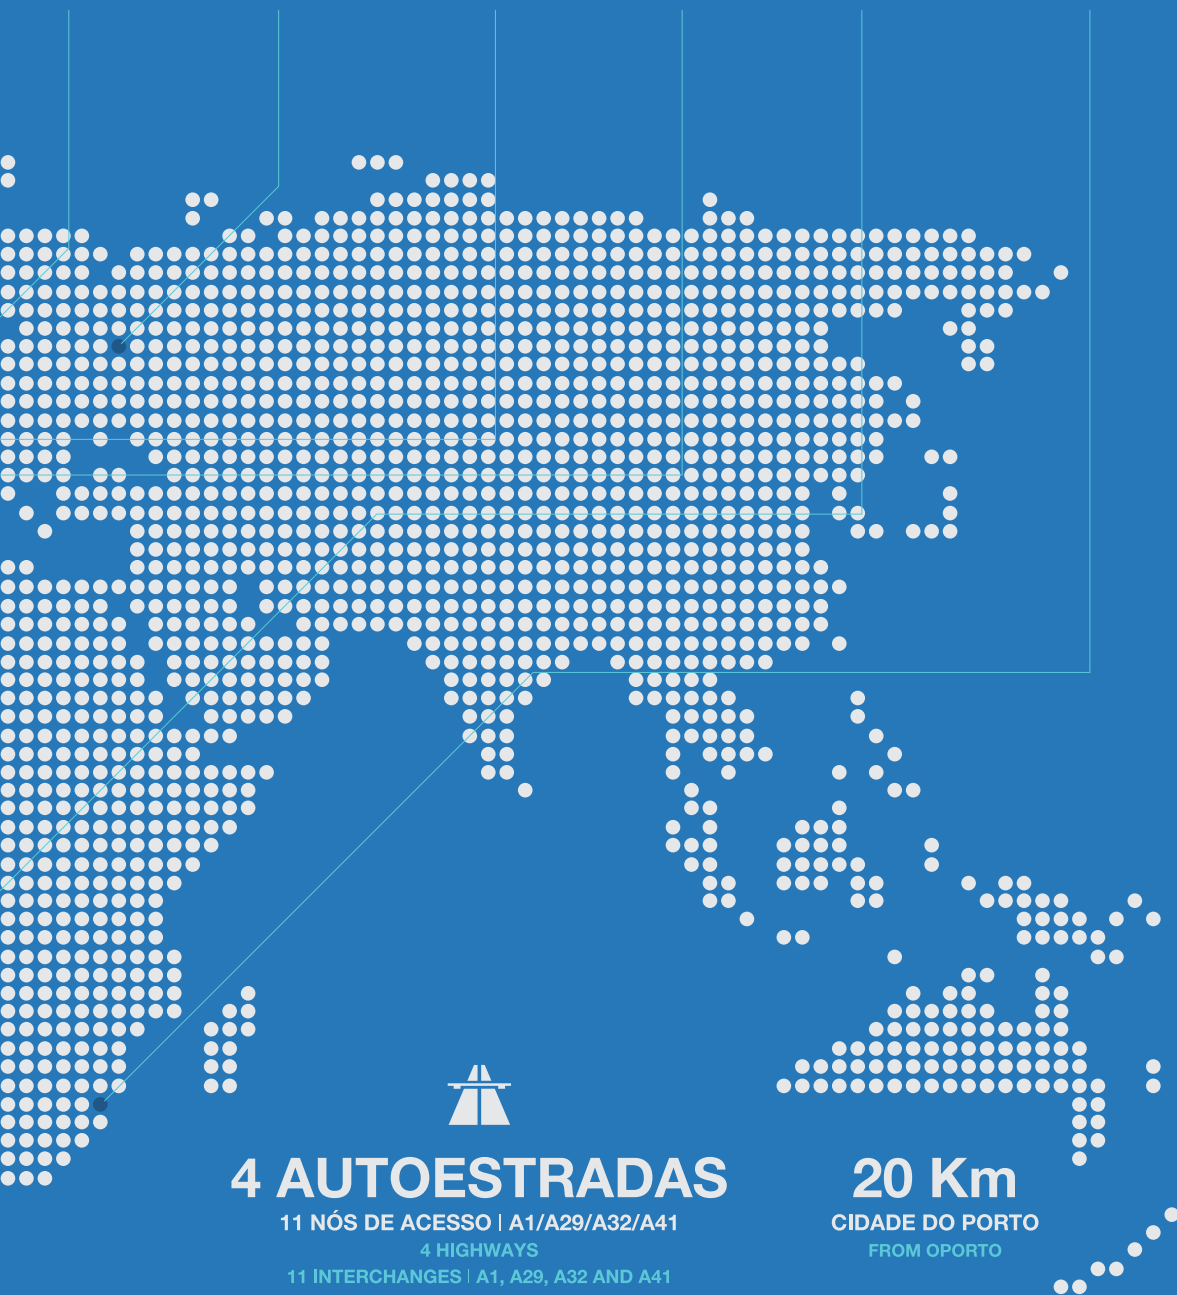 4 AUTOESTRADAS
11 NÓS DE ACESSO | A1/A29/A32/A41
4 HIGHWAYS
11 INTERCHANGES | A1, A29, A32 AND A41
20 Km
CIDADE DO PORTO
FROM OPORTO